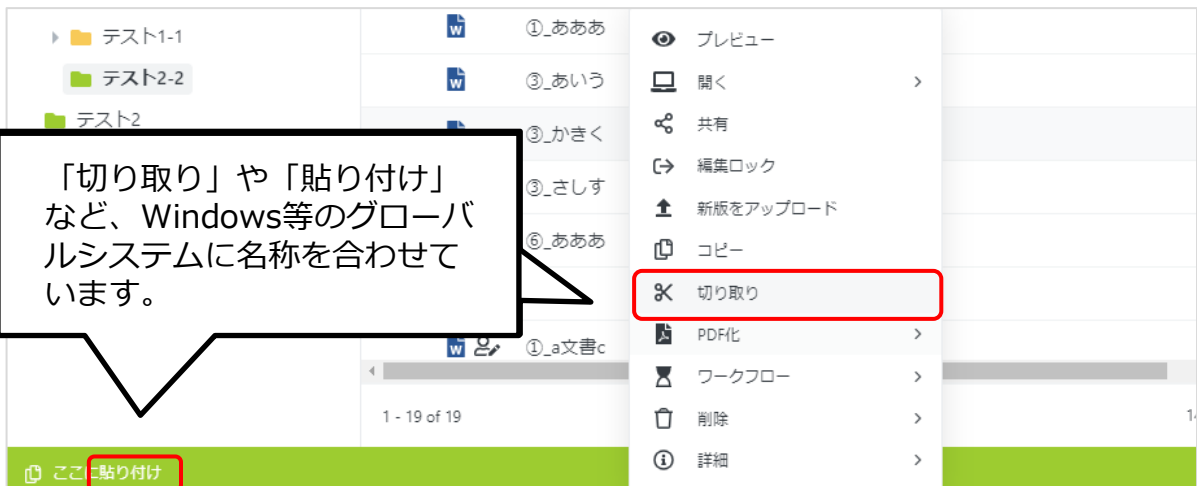 テスト1-1
テスト2-2
テスト2
①_あああ
③_あいう
③_かきく
③_さしす
⑥_あああ
①_a文書c
1 - 19 of 19
プレビュー
開く
共有
編集ロック
新版をアップロード
コピー
切り取り
PDF化
ワークフロー
削除
詳細
「切り取り」や「貼り付け」
など、Windows等のグローバ
ルシステムに名称を合わせて
います。
ここに貼り付け